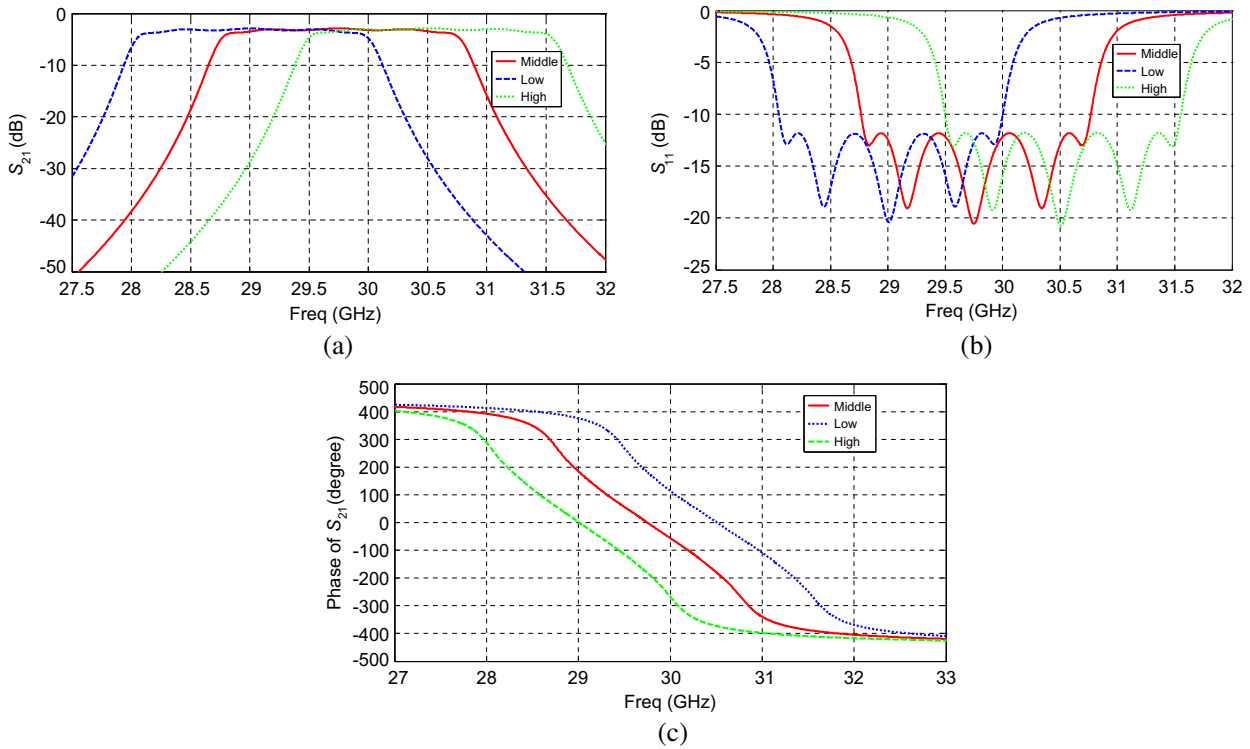 0
-10
-20
-30
-40
-50
S21 (dB)
27.5 28 28.5 29 29.5 30 30.5 31 31.5 32
Freq (GHz)
Middle
Low
High
(a)
0
-5
-10
-15
-20
-25
S11 (dB)
27.5 28 28.5 29 29.5 30 30.5 31 31.5 32
Freq (GHz)
Middle
Low
High
(b)
500
400
300
200
100
0
-100
-200
-300
-400
-500
Phase of S21 (degree)
27 28 29 30 31 32 33
Freq (GHz)
Middle
Low
High
(c)